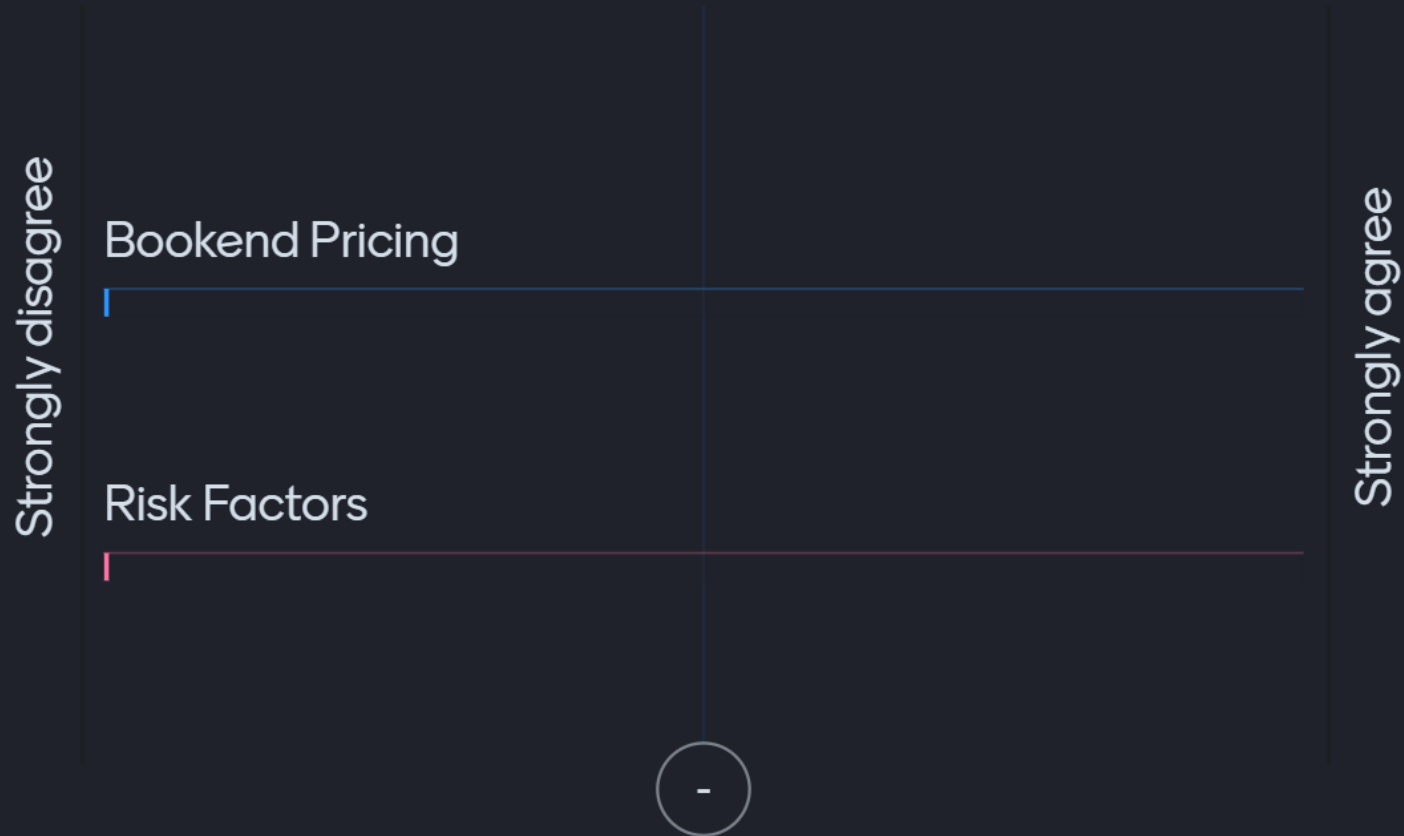 Strongly disagree
Bookend Pricing
Risk Factors
Strongly agree
-